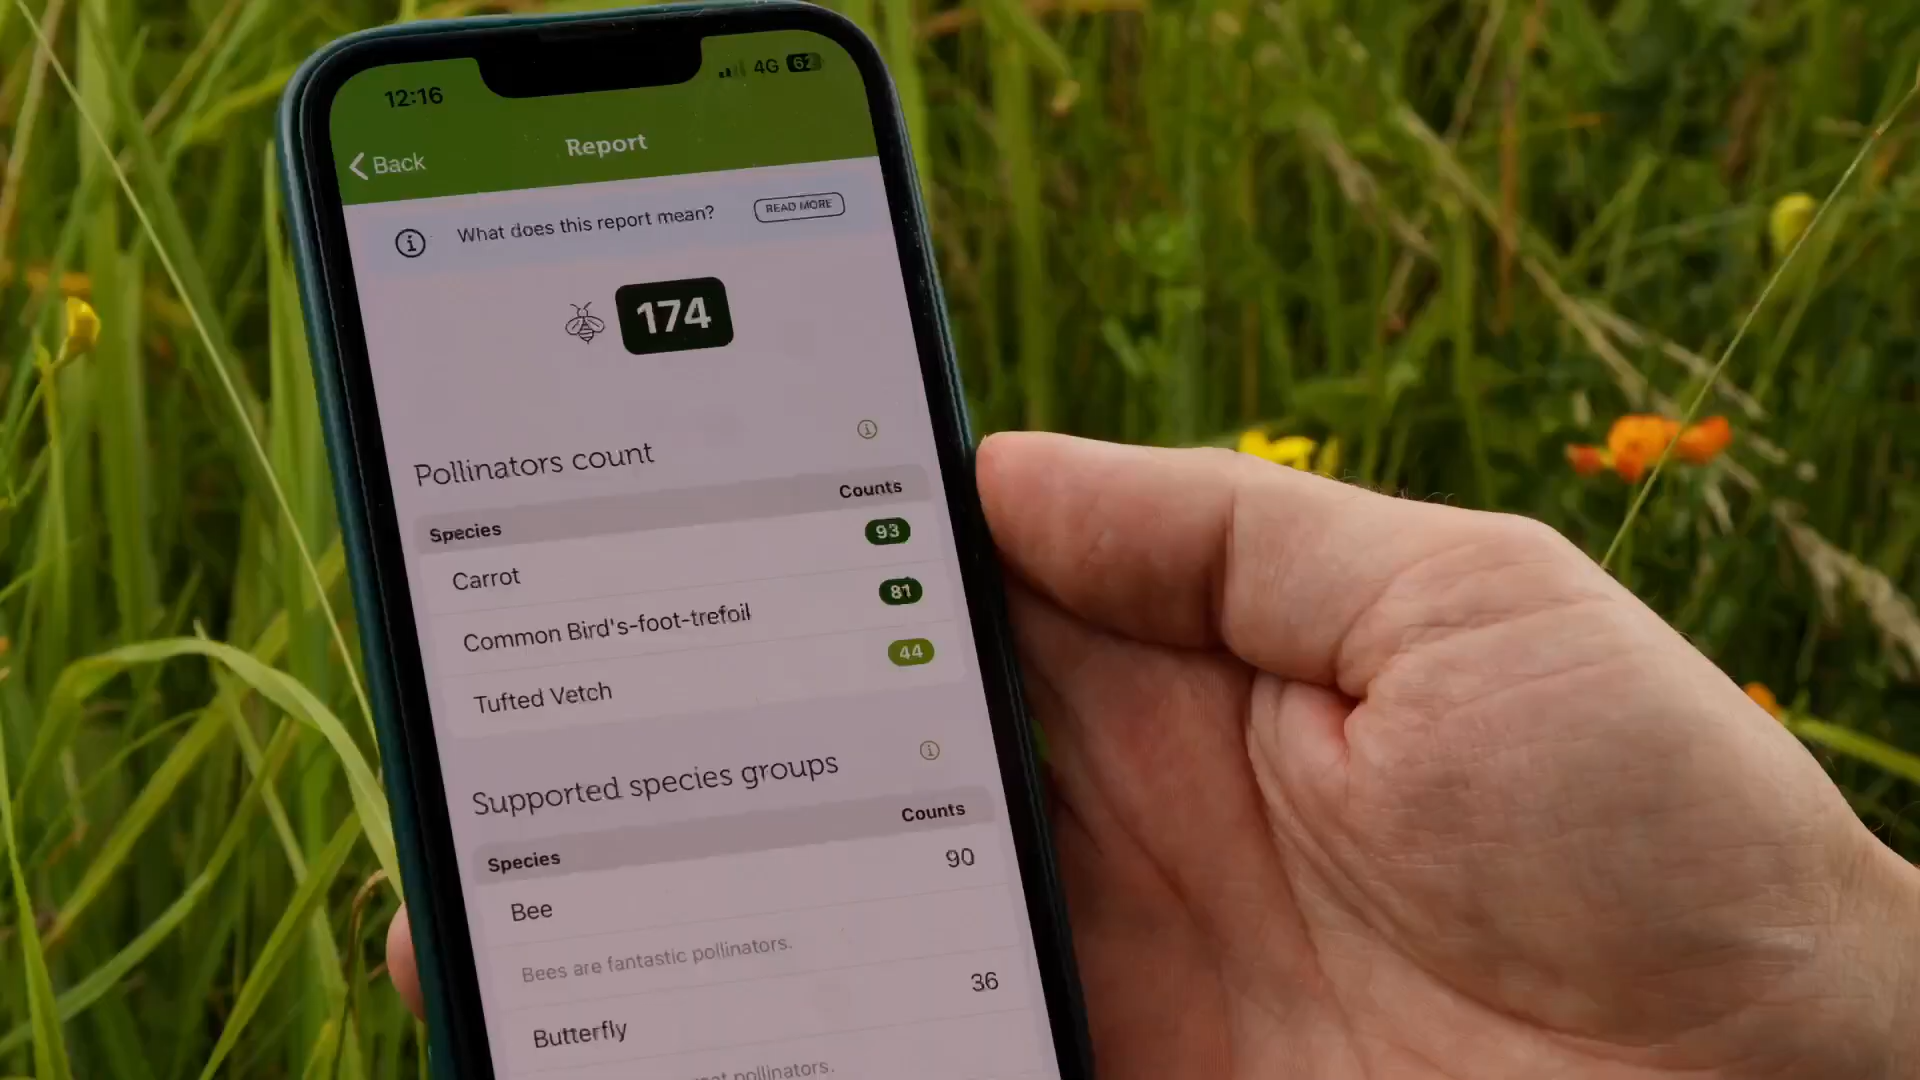 12:16 4G 62
Back Report
What does this report mean? READ MORE
174
Pollinators count
Species Counts
Carrot 93
Common Bird's-foot-trefoil 81
Tufted Vetch 44
Supported species groups
Species Counts
Bee 90
Bees are fantastic pollinators.
Butterfly 36
pollinators.